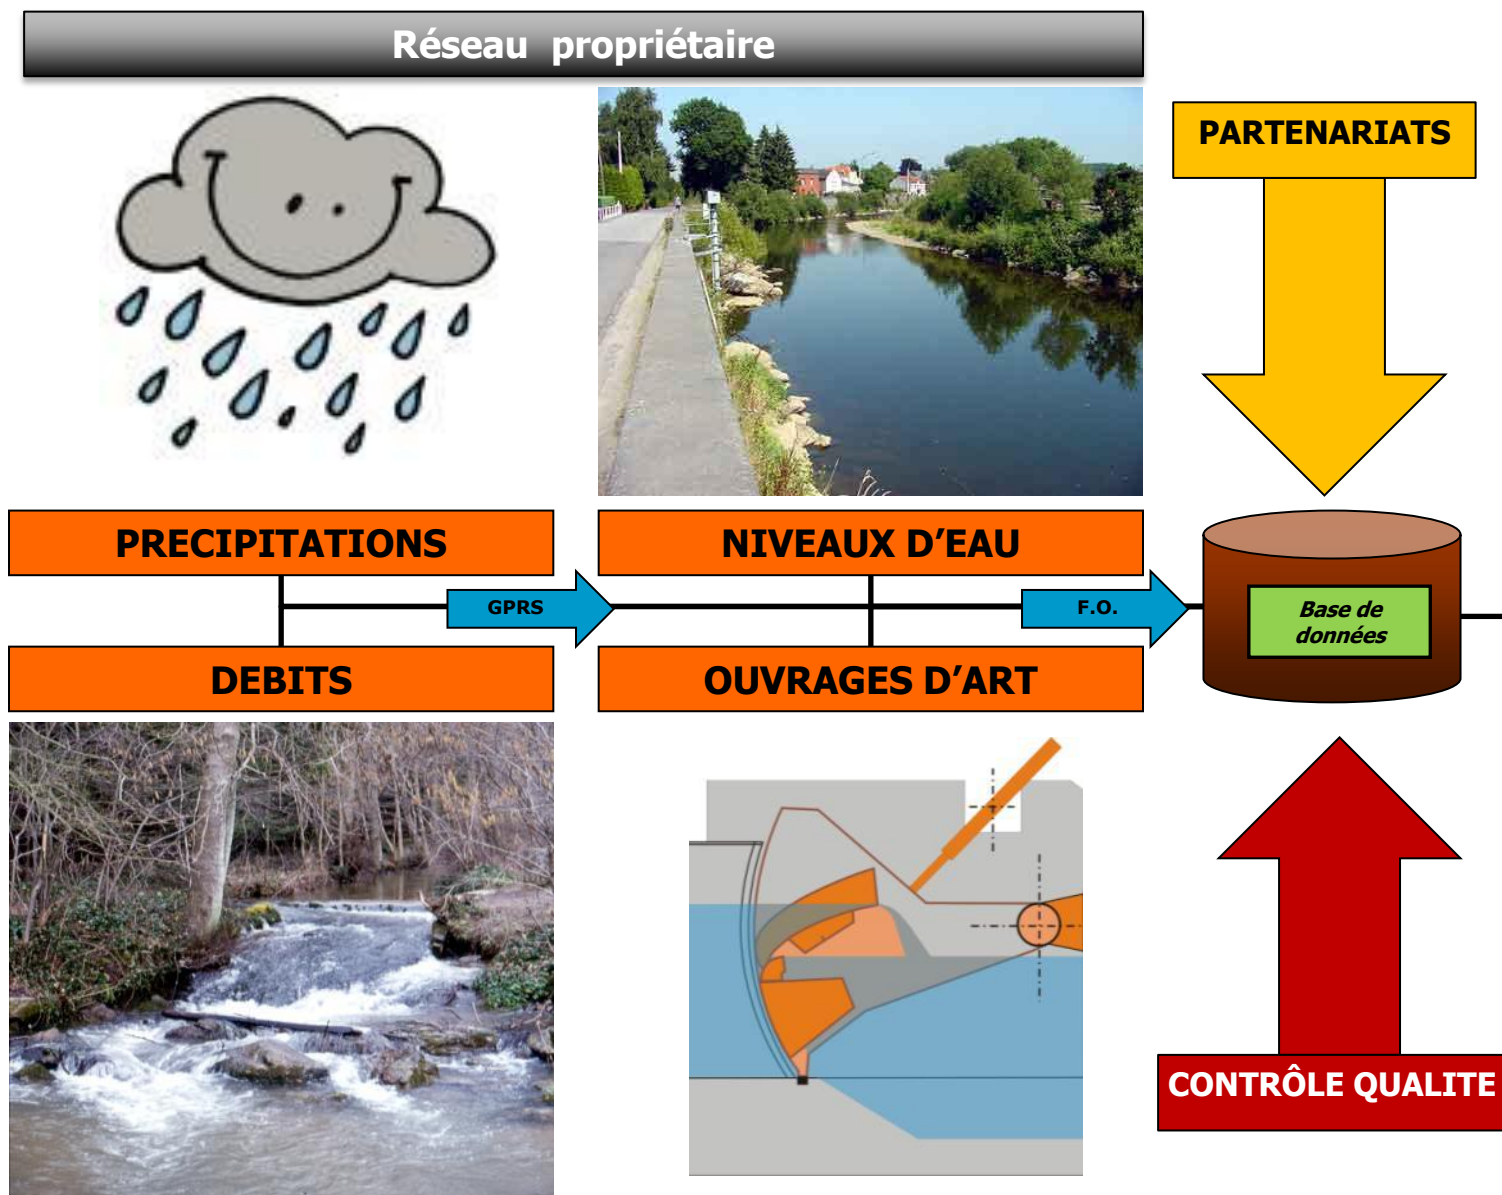 Réseau propriétaire
PARTENARIATS
PRECIPITATIONS
NIVEAUX D'EAU
GPRS
F.O.
Base de
données
DEBITS
OUVRAGES D'ART
CONTRÔLE QUALITE